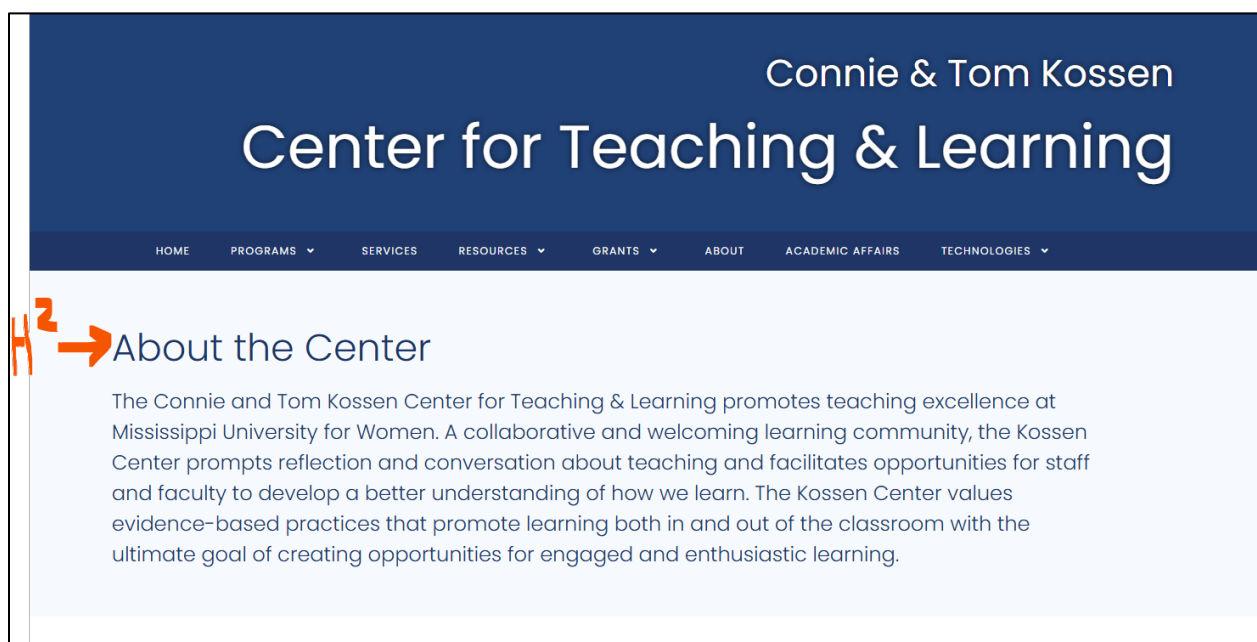 Connie & Tom Kossen
Center for Teaching & Learning
HOME PROGRAMS SERVICES RESOURCES GRANTS ABOUT ACADEMIC AFFAIRS TECHNOLOGIES
H2
About the Center
The Connie and Tom Kossen Center for Teaching & Learning promotes teaching excellence at
Mississippi University for Women. A collaborative and welcoming learning community, the Kossen
Center prompts reflection and conversation about teaching and facilitates opportunities for staff
and faculty to develop a better understanding of how we learn. The Kossen Center values
evidence-based practices that promote learning both in and out of the classroom with the
ultimate goal of creating opportunities for engaged and enthusiastic learning.